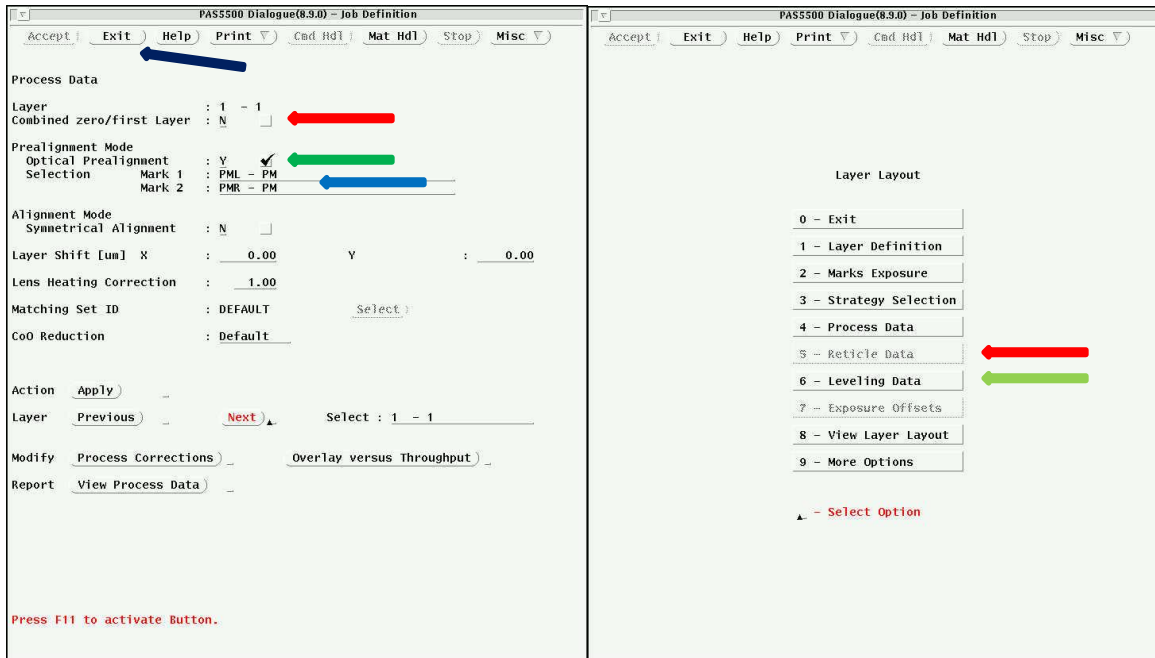 PAS5500 Dialogue(8.9.0) - Job Definition
Accept Exit Help Print Cmd Hdl Mat Hdl Stop Misc
Process Data
Layer : 1 - 1
Combined zero/first Layer : N
Prealignment Mode
Optical Prealignment : Y
Selection Mark 1 : PML - PM
Mark 2 : PMR - PM
Alignment Mode
Symmetrical Alignment : N
Layer Shift [um] X : 0.00 Y : 0.00
Lens Heating Correction : 1.00
Matching Set ID : DEFAULT Select
CoO Reduction : Default
Action Apply
Layer Previous Next Select : 1 - 1
Modify Process Corrections Overlay versus Throughput
Report View Process Data
Press F11 to activate Button.
PAS5500 Dialogue(8.9.0) - Job Definition
Accept Exit Help Print Cmd Hdl Mat Hdl Stop Misc
Layer Layout
0 - Exit
1 - Layer Definition
2 - Marks Exposure
3 - Strategy Selection
4 - Process Data
5 - Reticle Data
6 - Leveling Data
7 - Exposure Offsets
8 - View Layer Layout
9 - More Options
- Select Option